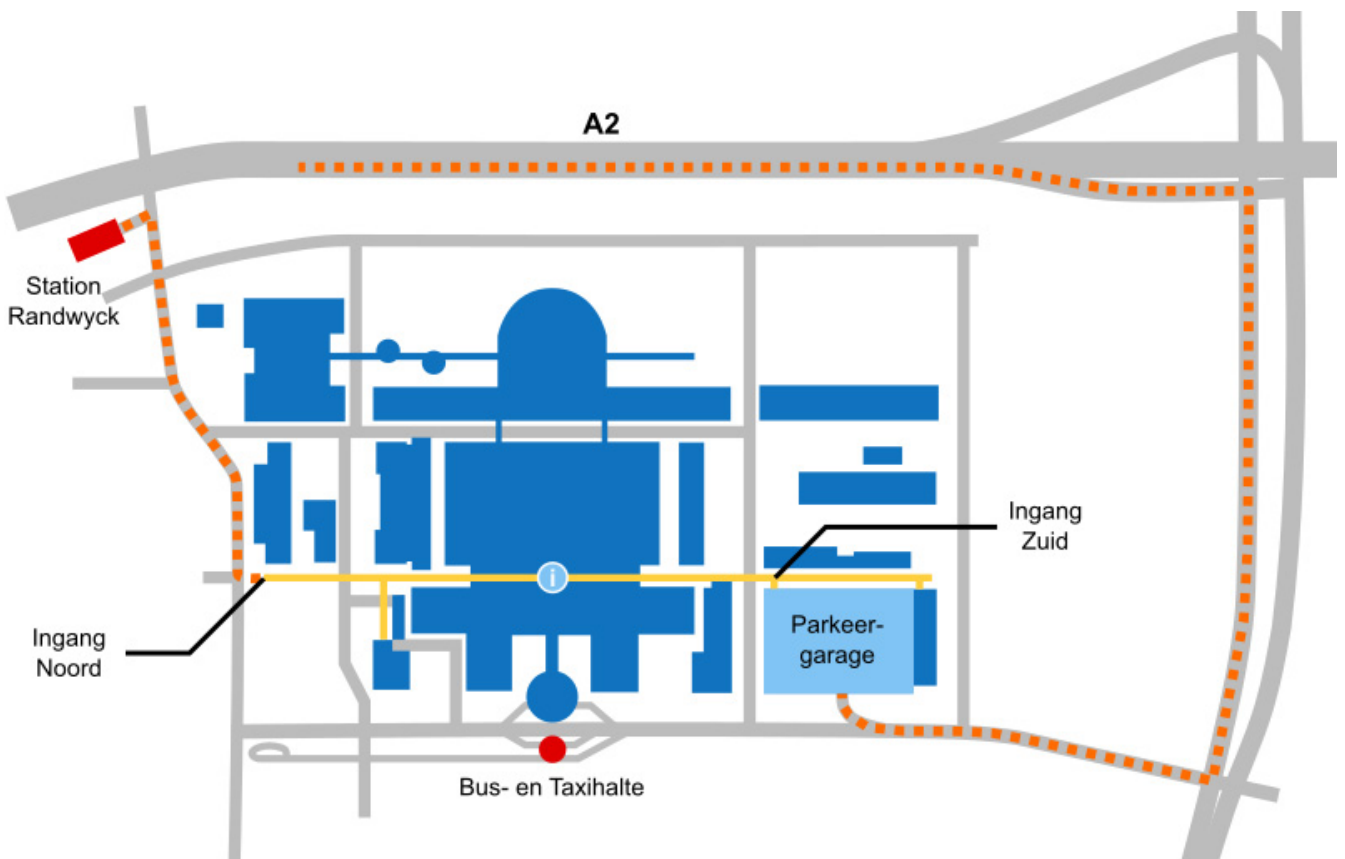 A2
Station
Randwyck
Ingang
Zuid
i
Ingang
Noord
Parkeer-
garage
Bus- en Taxihalte